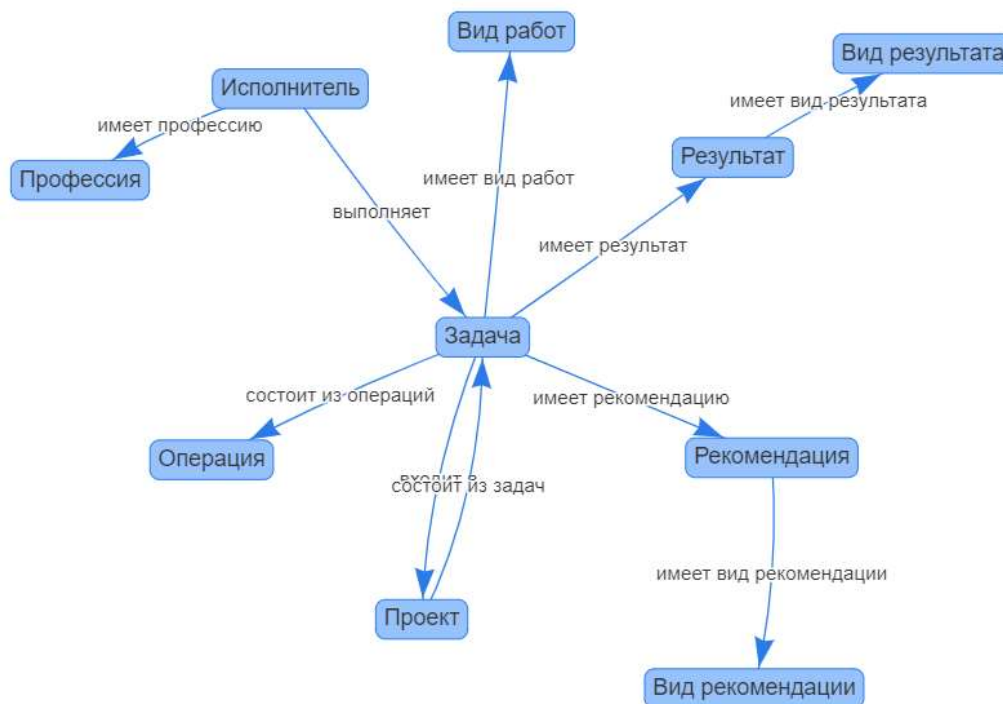 Вид работ
Вид результата
Исполнитель
имеет вид результата
имеет профессию
Результат
Профессия
имеет вид работ
выполняет
имеет результат
Задача
состоит из операций
имеет рекомендацию
Операция
Рекомендация
состоит из задач
имеет вид рекомендации
Проект
Вид рекомендации